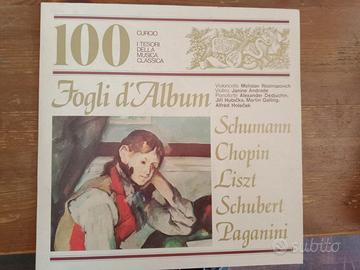 100
CURCIO
I TESORI
DELLA
MUSICA
CLASSICA
Fogli d'Album
Violoncello: Mstislav Rostropovich
Violino: Janine Andrade
Pianoforte: Alexander Dedjuchin,
Jiří Hubička, Martin Galling,
Alfred Holeček
Schumann
Chopin
Liszt
Schubert
Paganini
subito